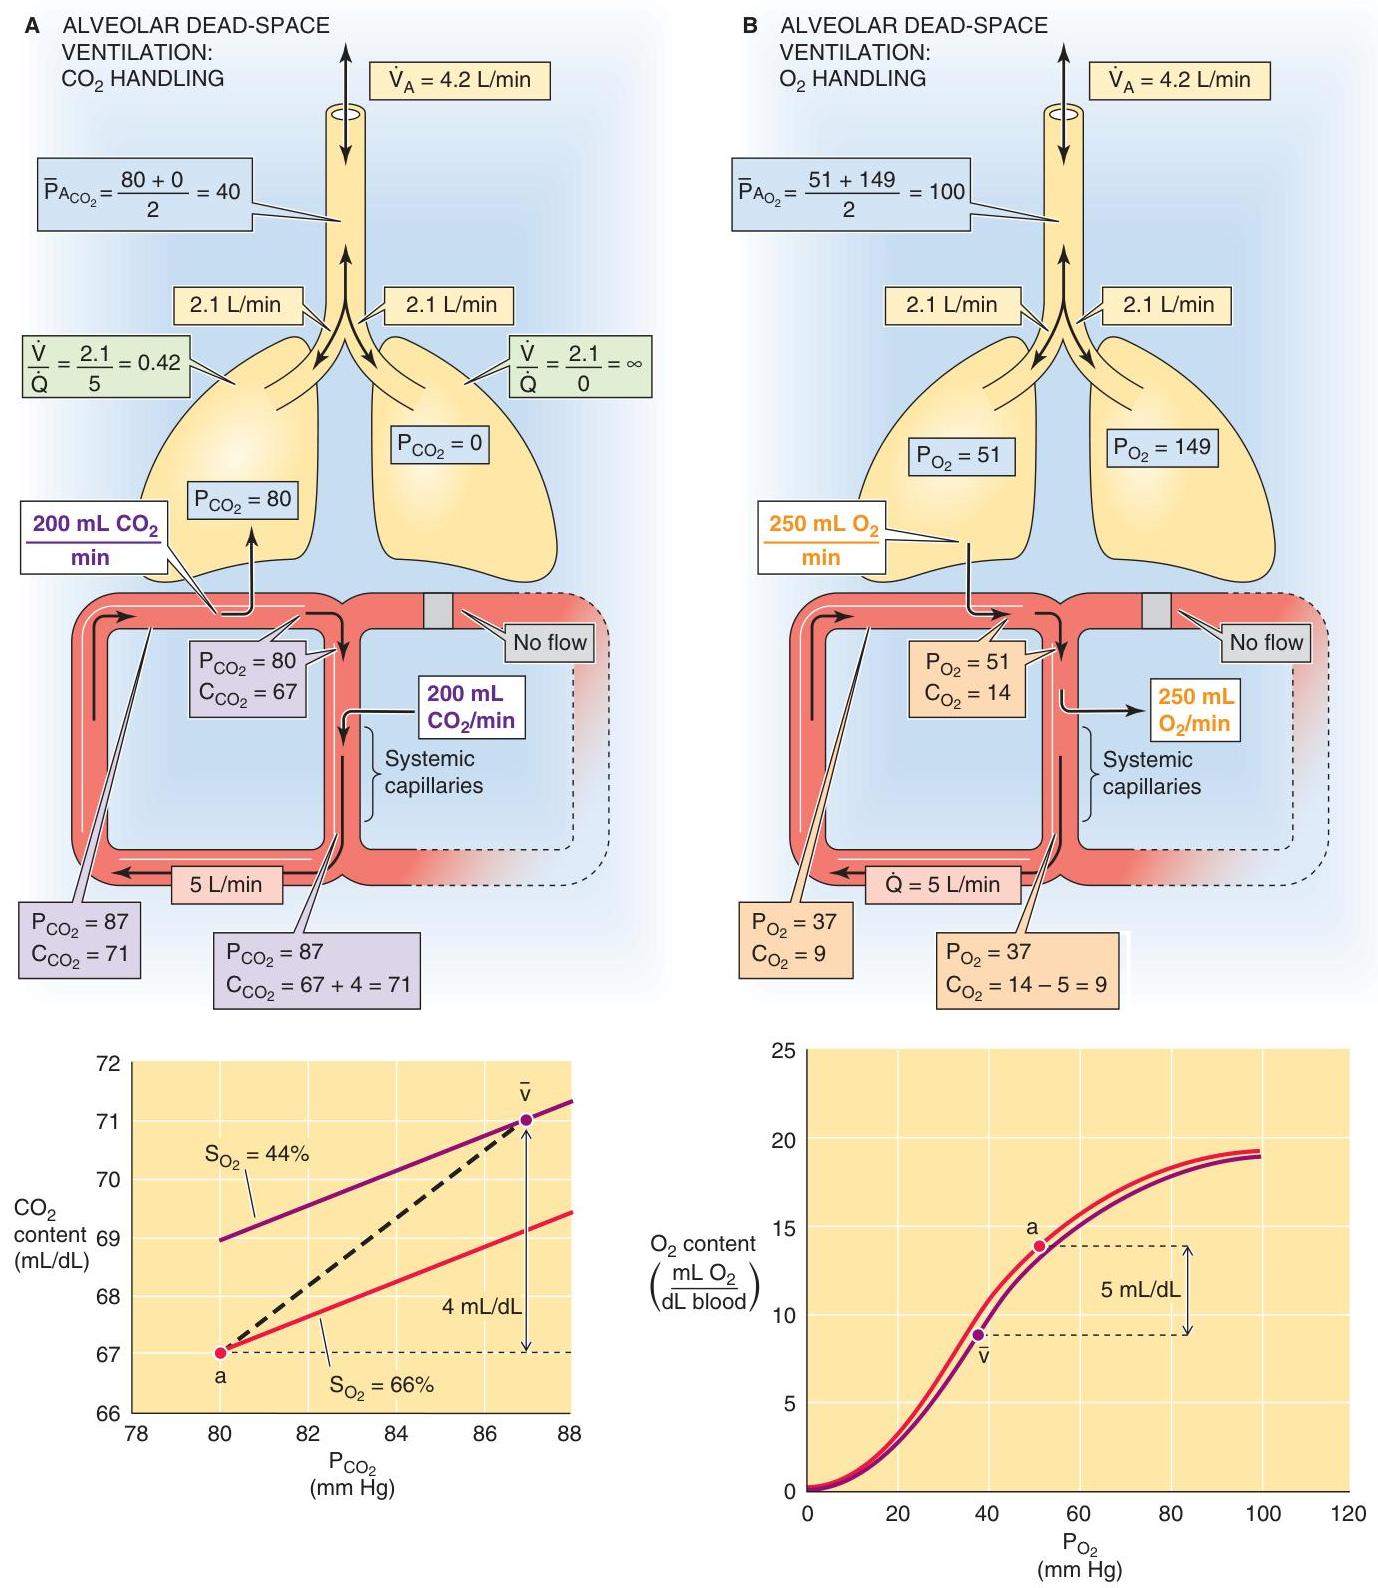 A ALVEOLAR DEAD-SPACE
VENTILATION:
CO₂ HANDLING
V̇A = 4.2 L/min
P̄ACO₂ = (80 + 0)/2 = 40
2.1 L/min
2.1 L/min
V̇/Q̇ = 2.1/5 = 0.42
V̇/Q̇ = 2.1/0 = ∞
PCO₂ = 0
PCO₂ = 80
200 mL CO₂
min
No flow
PCO₂ = 80
CCO₂ = 67
200 mL
CO₂/min
Systemic
capillaries
5 L/min
PCO₂ = 87
CCO₂ = 71
PCO₂ = 87
CCO₂ = 67 + 4 = 71
72
71
70
69
68
67
66
CO₂
content
(mL/dL)
v̄
SO₂ = 44%
4 mL/dL
a
SO₂ = 66%
78 80 82 84 86 88
PCO₂
(mm Hg)
B ALVEOLAR DEAD-SPACE
VENTILATION:
O₂ HANDLING
V̇A = 4.2 L/min
P̄AO₂ = (51 + 149)/2 = 100
2.1 L/min
2.1 L/min
PO₂ = 51
PO₂ = 149
250 mL O₂
min
No flow
PO₂ = 51
CO₂ = 14
250 mL
O₂/min
Systemic
capillaries
Q̇ = 5 L/min
PO₂ = 37
CO₂ = 9
PO₂ = 37
CO₂ = 14 – 5 = 9
25
20
15
10
5
0
O₂ content
(mL O₂/dL blood)
a
5 mL/dL
v̄
0 20 40 60 80 100 120
PO₂
(mm Hg)